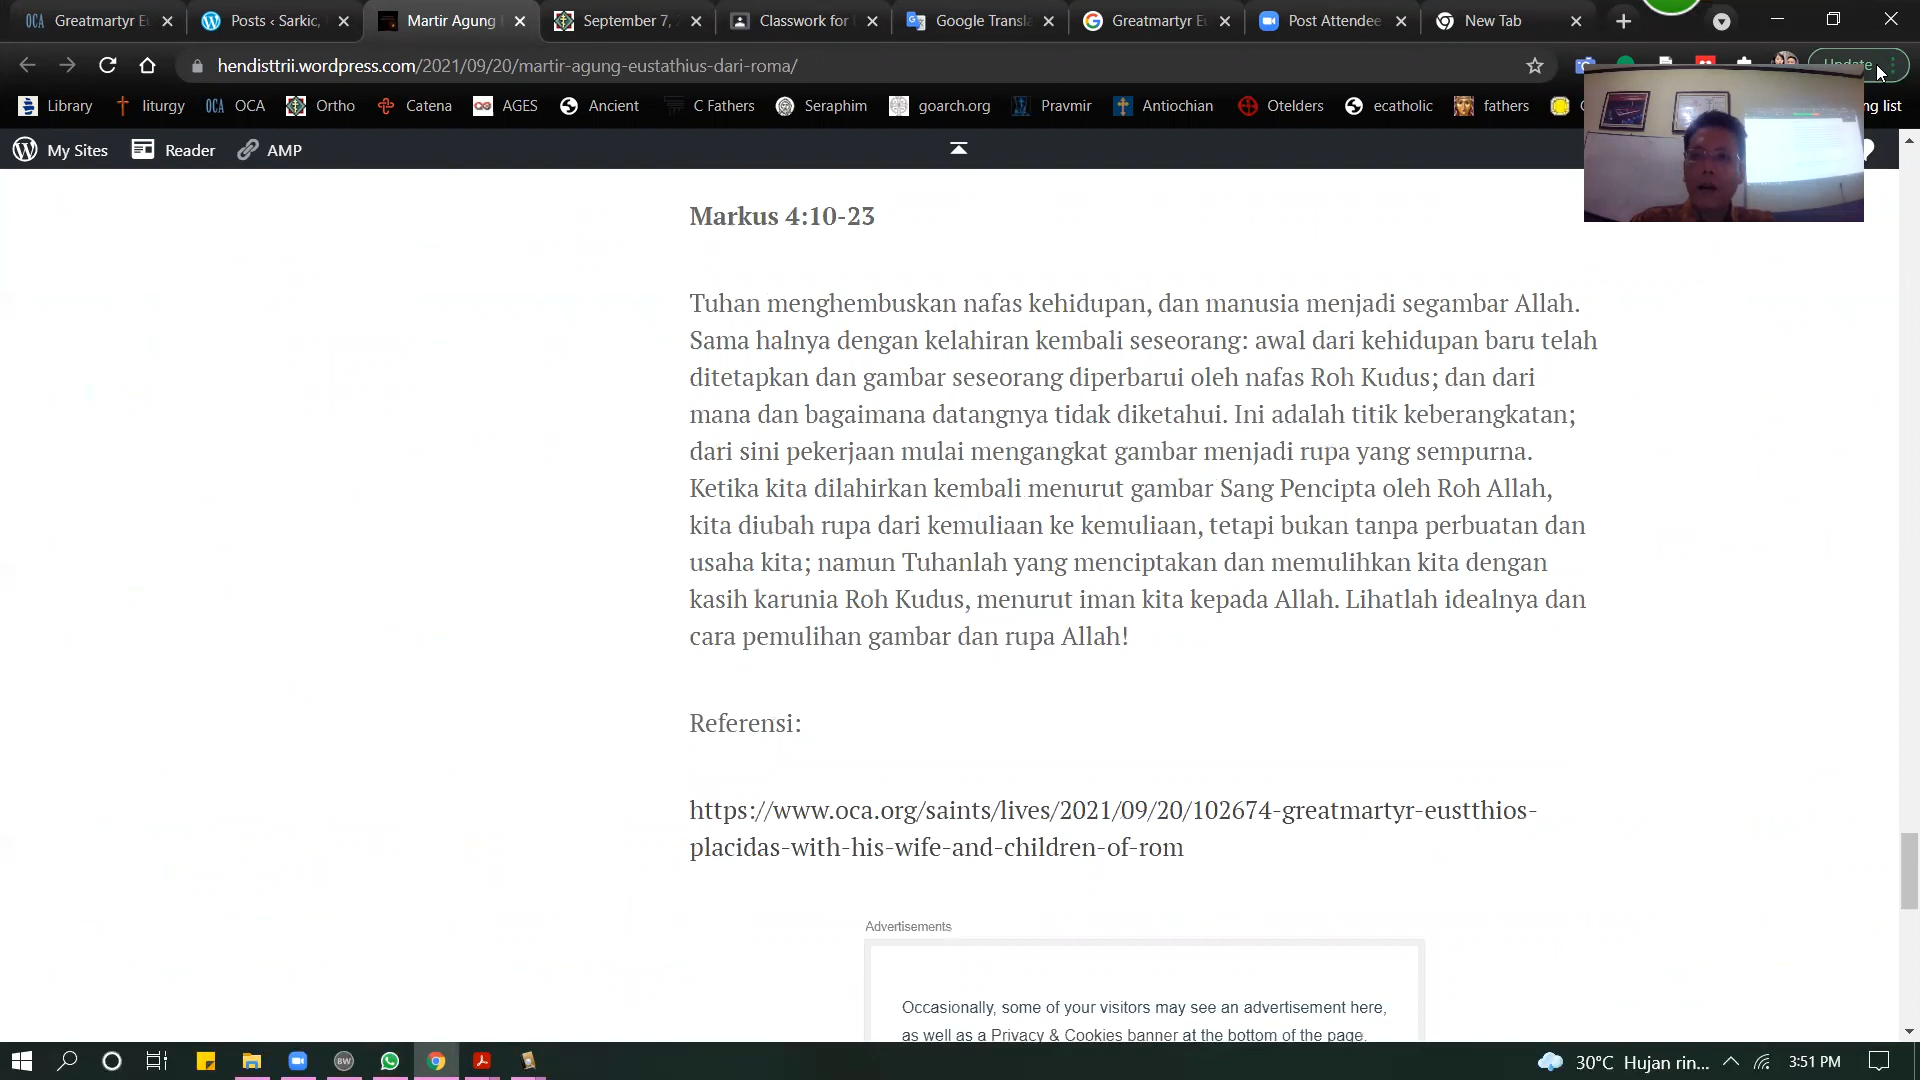 Greatmartyr E
Posts ‹ Sarkic,
Martir Agung
September 7, 2
Classwork for
Google Transla
Greatmartyr E
Post Attendee
New Tab
hendisttrii.wordpress.com/2021/09/20/martir-agung-eustathius-dari-roma/
Update
Library
liturgy
OCA
Ortho
Catena
AGES
Ancient
C Fathers
Seraphim
goarch.org
Pravmir
Antiochian
Otelders
ecatholic
fathers
ng list
My Sites
Reader
AMP
Markus 4:10-23
Tuhan menghembuskan nafas kehidupan, dan manusia menjadi segambar Allah.
Sama halnya dengan kelahiran kembali seseorang: awal dari kehidupan baru telah
ditetapkan dan gambar seseorang diperbarui oleh nafas Roh Kudus; dan dari
mana dan bagaimana datangnya tidak diketahui. Ini adalah titik keberangkatan;
dari sini pekerjaan mulai mengangkat gambar menjadi rupa yang sempurna.
Ketika kita dilahirkan kembali menurut gambar Sang Pencipta oleh Roh Allah,
kita diubah rupa dari kemuliaan ke kemuliaan, tetapi bukan tanpa perbuatan dan
usaha kita; namun Tuhanlah yang menciptakan dan memulihkan kita dengan
kasih karunia Roh Kudus, menurut iman kita kepada Allah. Lihatlah idealnya dan
cara pemulihan gambar dan rupa Allah!
Referensi:
https://www.oca.org/saints/lives/2021/09/20/102674-greatmartyr-eustthios-
placidas-with-his-wife-and-children-of-rom
Advertisements
Occasionally, some of your visitors may see an advertisement here,
as well as a Privacy & Cookies banner at the bottom of the page.
30°C Hujan rin...
3:51 PM